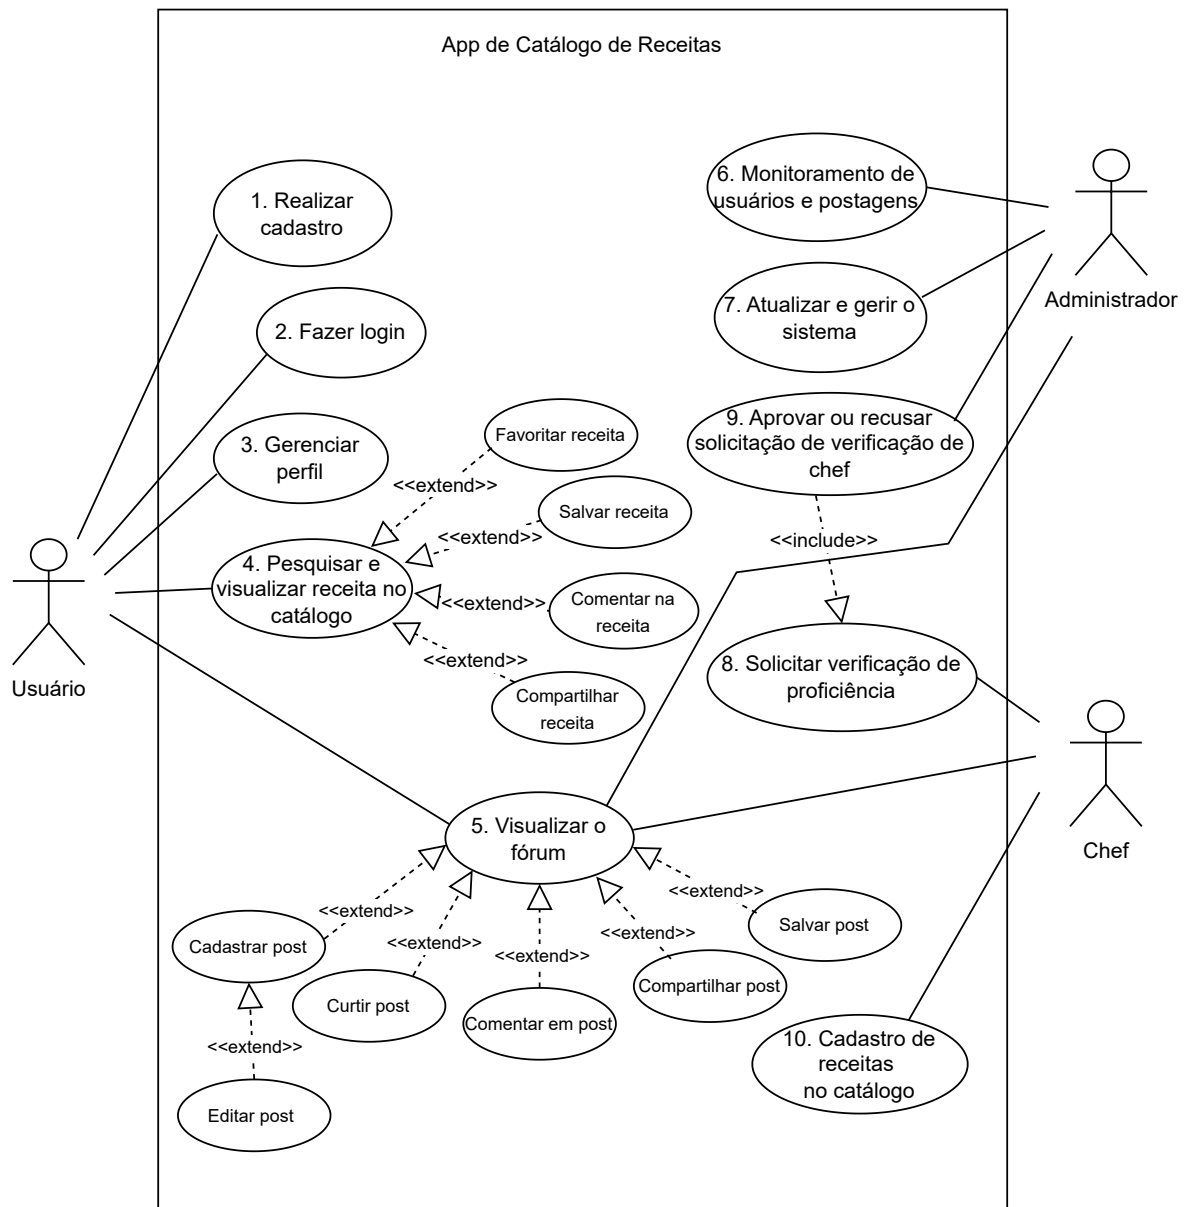 App de Catálogo de Receitas
1. Realizar
cadastro
2. Fazer login
3. Gerenciar
perfil
4. Pesquisar e
visualizar receita no
catálogo
Usuário
Favoritar receita
<<extend>>
Salvar receita
<<extend>>
Comentar na
receita
<<extend>>
Compartilhar
receita
<<extend>>
6. Monitoramento de
usuários e postagens
7. Atualizar e gerir o
sistema
Administrador
9. Aprovar ou recusar
solicitação de verificação de
chef
<<include>>
8. Solicitar verificação de
proficiência
Chef
5. Visualizar o
fórum
<<extend>>
Cadastrar post
<<extend>>
Editar post
<<extend>>
Curtir post
<<extend>>
Comentar em post
<<extend>>
Compartilhar post
<<extend>>
Salvar post
10. Cadastro de
receitas
no catálogo